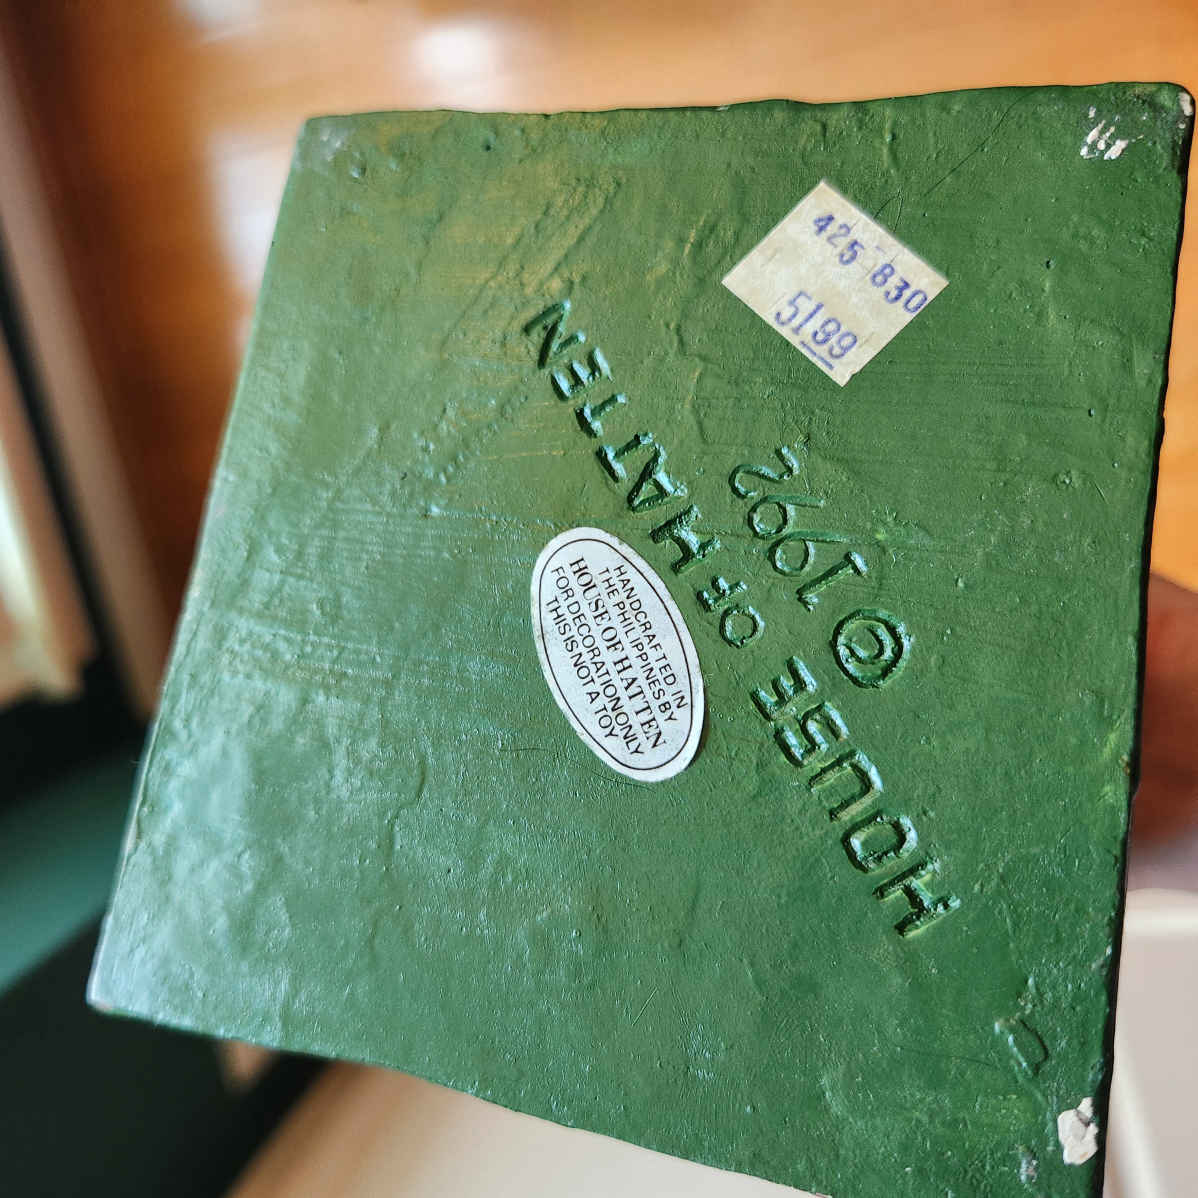 425 830
5199
© 1992
HOUSE OF HATTEN
HANDCRAFTED IN
THE PHILIPPINES BY
HOUSE OF HATTEN
FOR DECORATION ONLY
THIS IS NOT A TOY